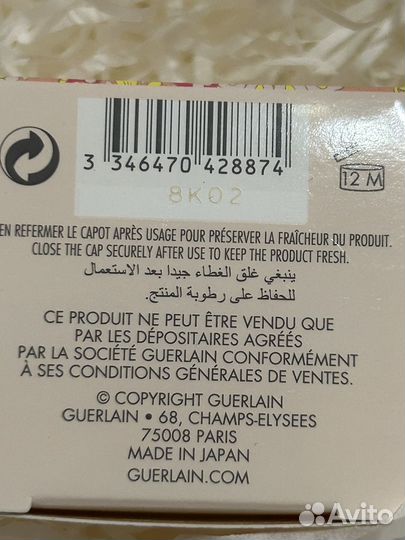 3 346470 428874
8K02
12 M
EN REFERMER LE CAPOT APRÈS USAGE POUR PRÉSERVER LA FRAÎCHEUR DU PRODUIT.
CLOSE THE CAP SECURELY AFTER USE TO KEEP THE PRODUCT FRESH.
ينبغي غلق الغطاء جيدا بعد الاستعمال
للحفاظ على رطوبة المنتج.
CE PRODUIT NE PEUT ÊTRE VENDU QUE
PAR LES DÉPOSITAIRES AGRÉÉS
PAR LA SOCIÉTÉ GUERLAIN CONFORMÉMENT
À SES CONDITIONS GÉNÉRALES DE VENTES.
© COPYRIGHT GUERLAIN
GUERLAIN • 68, CHAMPS-ELYSEES
75008 PARIS
MADE IN JAPAN
GUERLAIN.COM
Avito